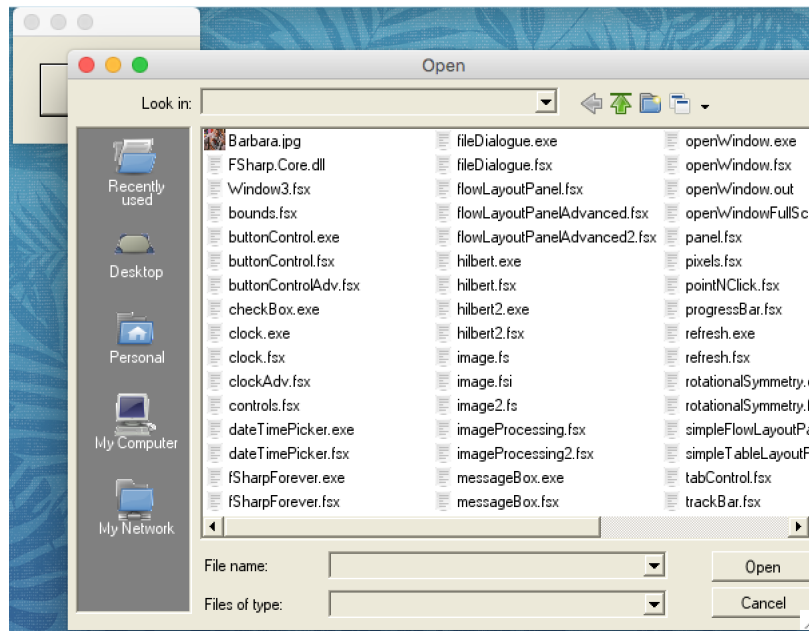 Open
Look in:
Recently
used
Desktop
Personal
My Computer
My Network
Barbara.jpg
FSharp.Core.dll
Window3.fsx
bounds.fsx
buttonControl.exe
buttonControl.fsx
buttonControlAdv.fsx
checkBox.exe
clock.exe
clock.fsx
clockAdv.fsx
controls.fsx
dateTimePicker.exe
dateTimePicker.fsx
fSharpForever.exe
fSharpForever.fsx
fileDialogue.exe
fileDialogue.fsx
flowLayoutPanel.fsx
flowLayoutPanelAdvanced.fsx
flowLayoutPanelAdvanced2.fsx
hilbert.exe
hilbert.fsx
hilbert2.exe
hilbert2.fsx
image.fs
image.fsi
image2.fs
imageProcessing.fsx
imageProcessing2.fsx
messageBox.exe
messageBox.fsx
openWindow.exe
openWindow.fsx
openWindow.out
openWindowFullSc
panel.fsx
pixels.fsx
pointNClick.fsx
progressBar.fsx
refresh.exe
refresh.fsx
rotationalSymmetry.
rotationalSymmetry.f
simpleFlowLayoutPa
simpleTableLayoutP
tabControl.fsx
trackBar.fsx
File name:
Open
Files of type:
Cancel